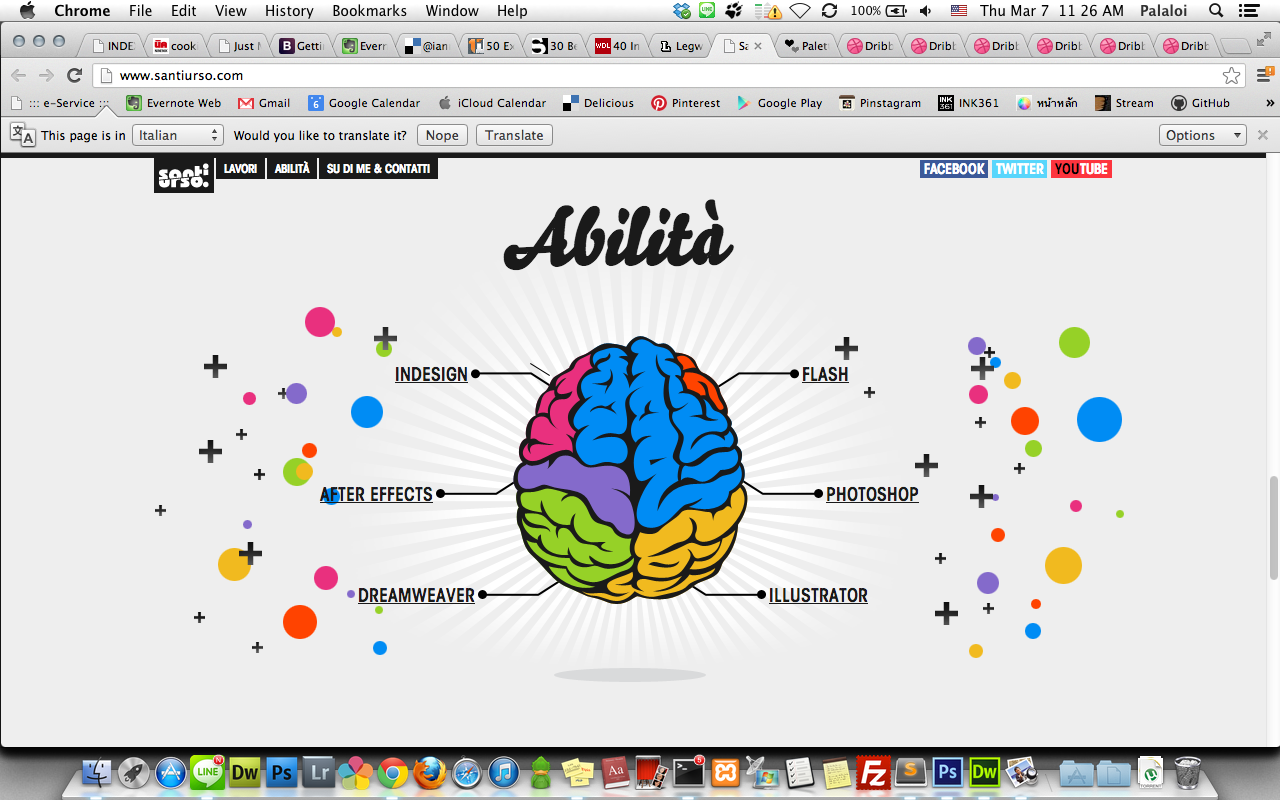 Chrome File Edit View History Bookmarks Window Help 100% Thu Mar 7 11 26 AM Palaloi
INDE cook Just Getti Evern @ian 50 Ex 30 Be 40 In Legw Sa Palet Dribb Dribb Dribb Dribb Dribb Dribb
www.santiurso.com
::: e-Service ::: Evernote Web Gmail Google Calendar iCloud Calendar Delicious Pinterest Google Play Pinstagram INK361 หน้าหลัก Stream GitHub »
This page is in Italian Would you like to translate it? Nope Translate Options
santi urso. LAVORI ABILITÀ SU DI ME & CONTATTI FACEBOOK TWITTER YOUTUBE
Abilità
INDESIGN FLASH
AFTER EFFECTS PHOTOSHOP
DREAMWEAVER ILLUSTRATOR
LINE Dw Ps Lr Aa Fz S Ps Dw